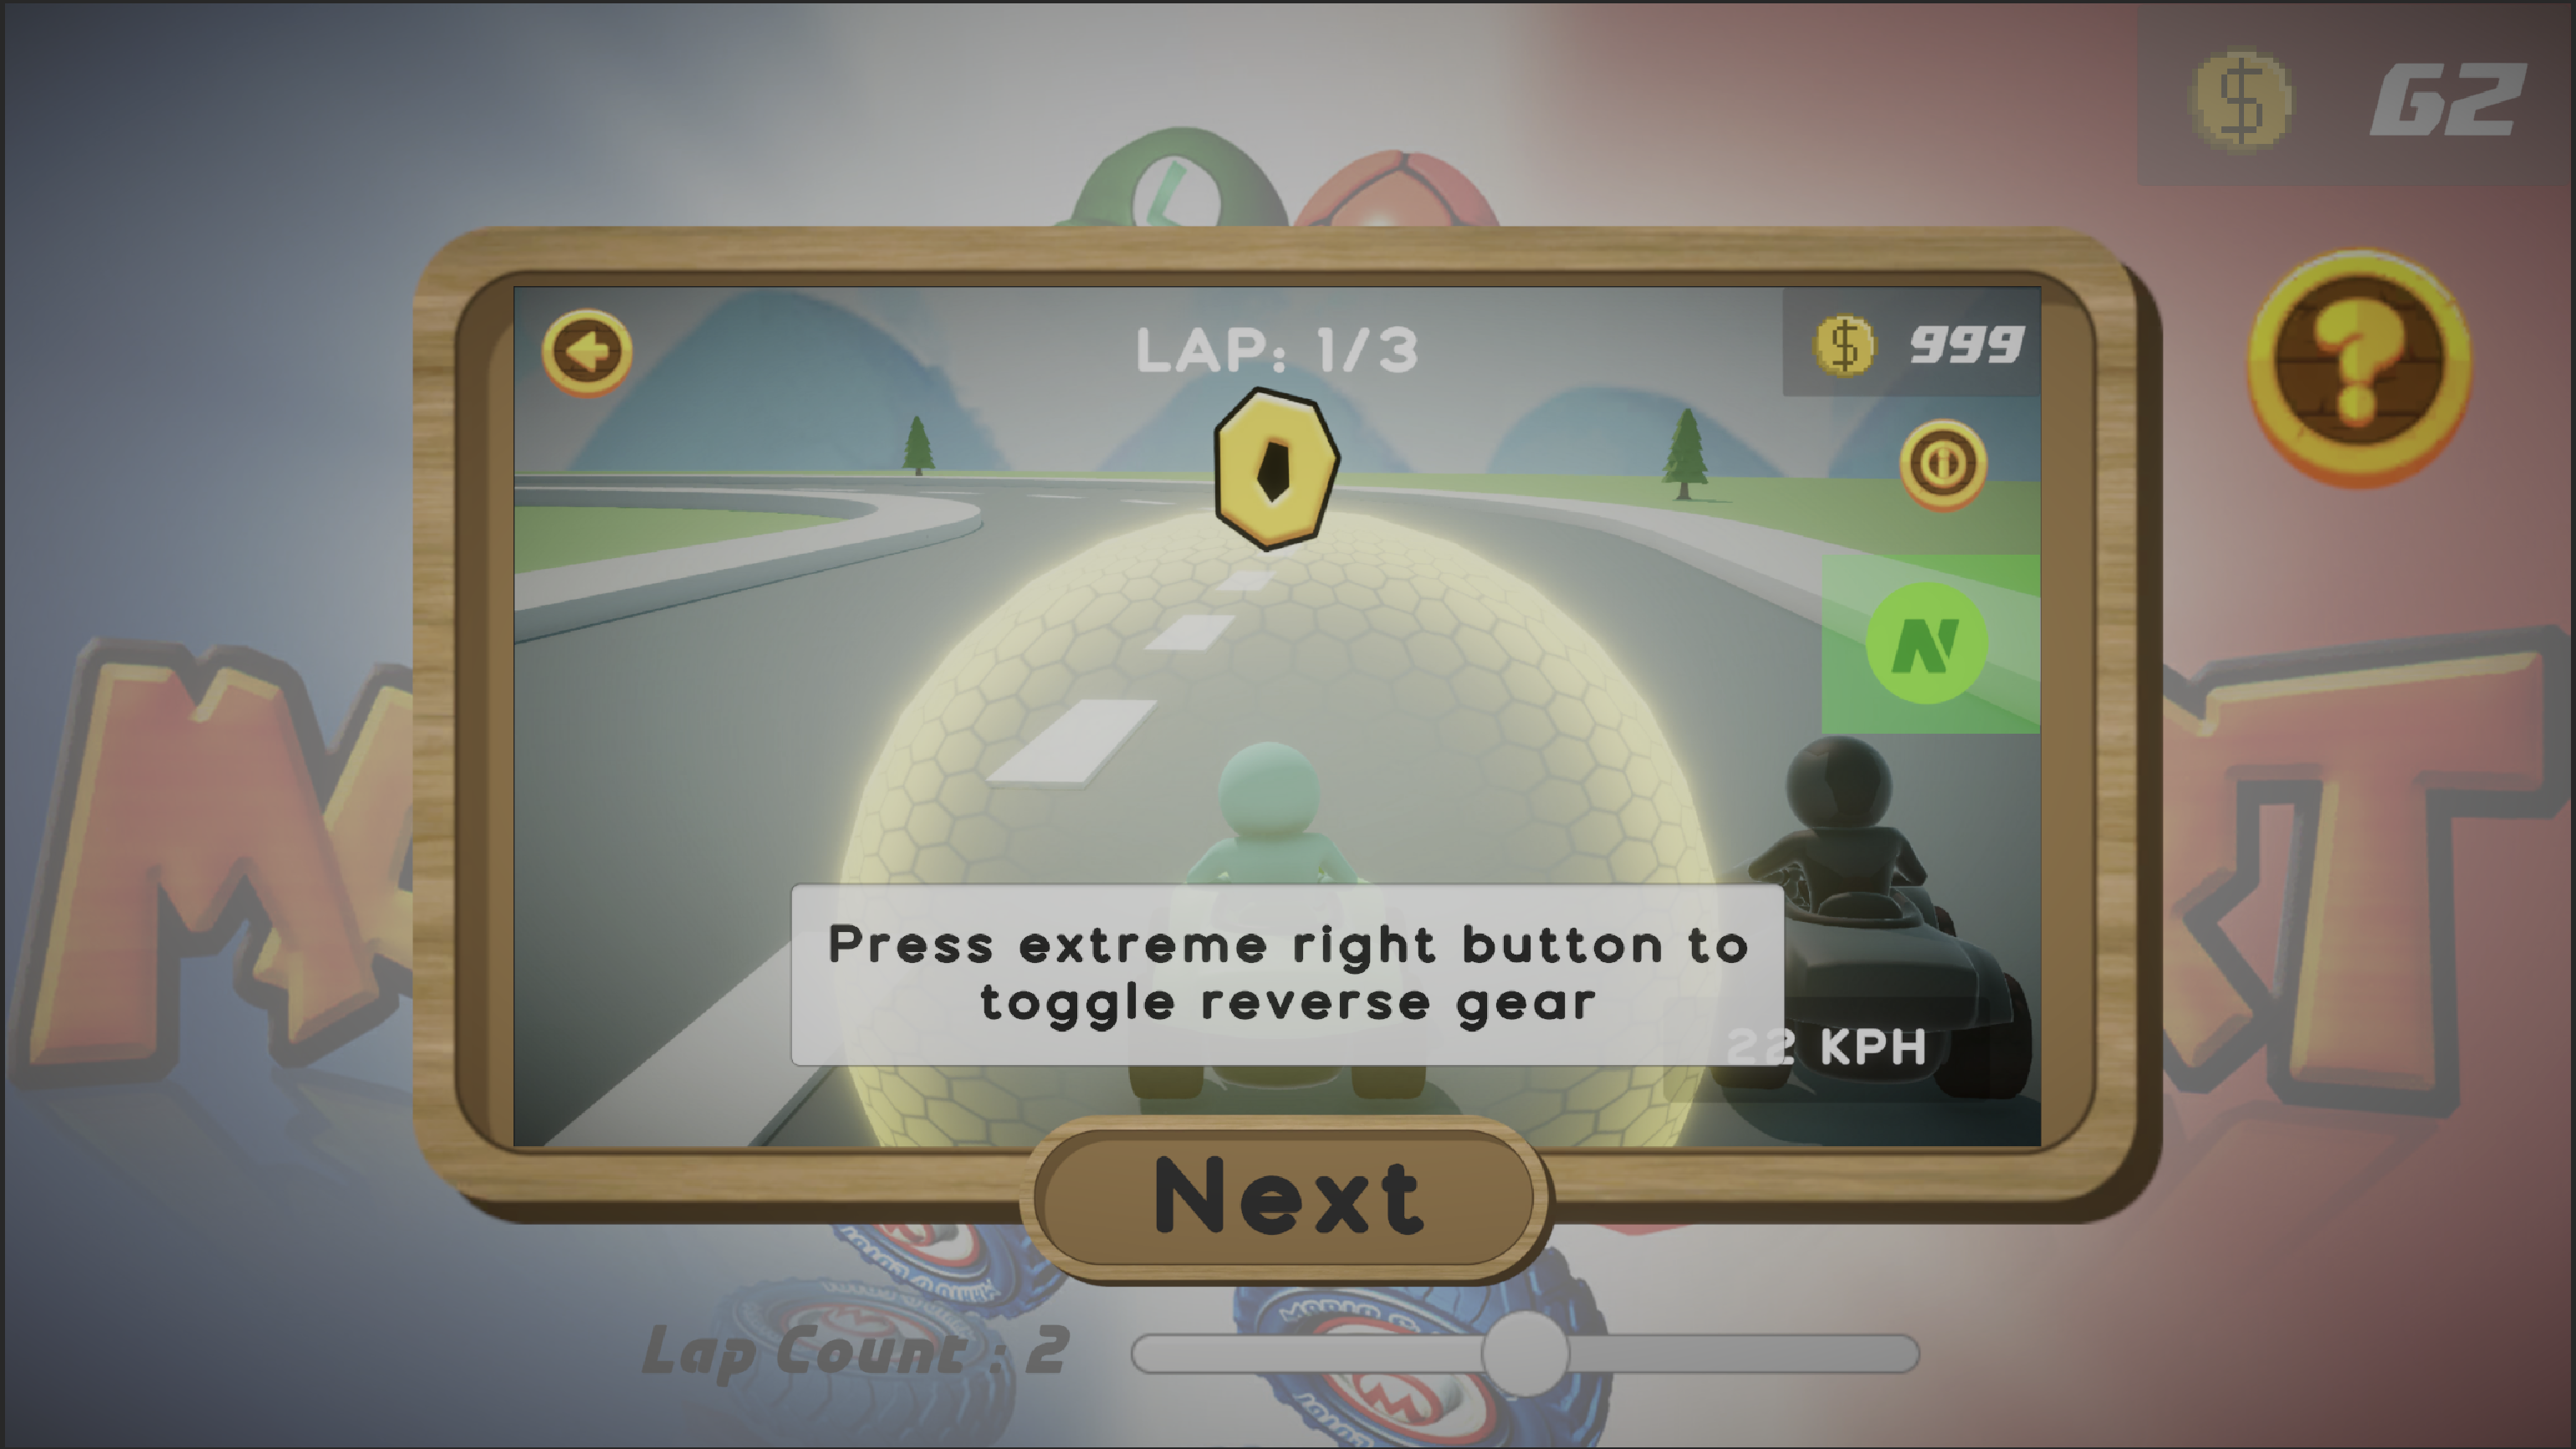 62
LAP: 1/3
999
N
Press extreme right button to
toggle reverse gear
22 KPH
Next
Lap Count : 2